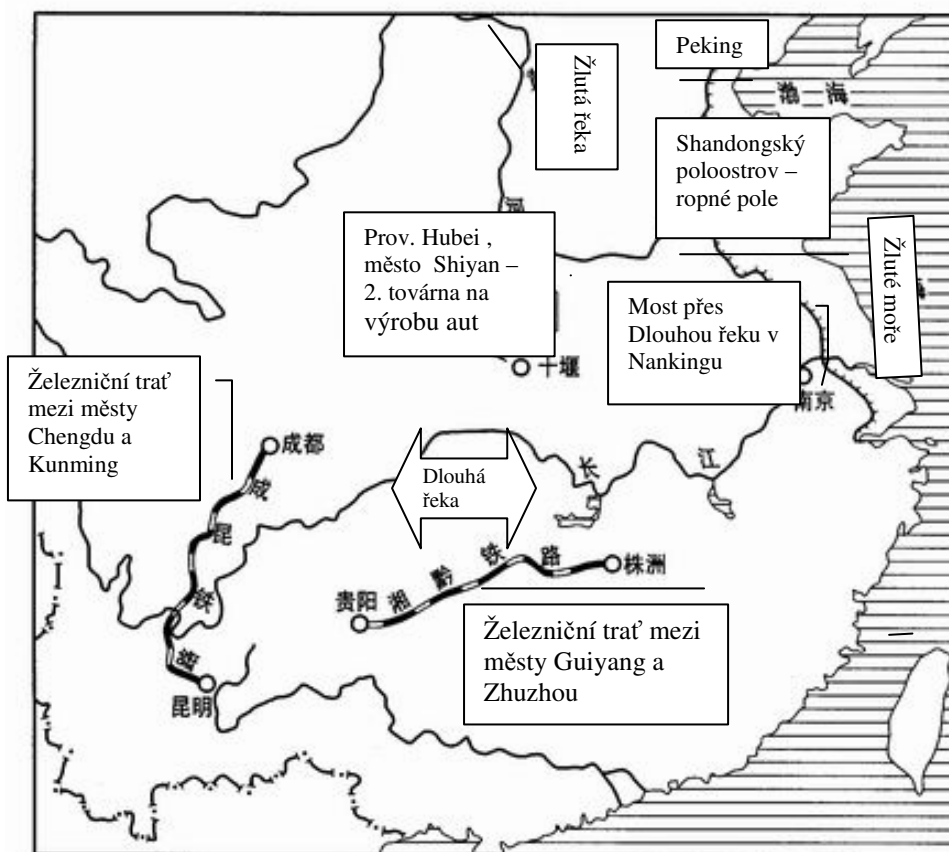 Peking
Žlutá řeka
渤海
Shandongský
poloostrov –
ropné pole
Prov. Hubei ,
město Shiyan –
2. továrna na
výrobu aut
Žluté moře
Most přes
Dlouhou řeku v
Nankingu
十堰
南京
Železniční trať
mezi městy
Chengdu a
Kunming
成都
Dlouhá
řeka
长江
成昆铁路
湘黔铁路
株洲
贵阳
Železniční trať mezi
městy Guiyang a
Zhuzhou
昆明